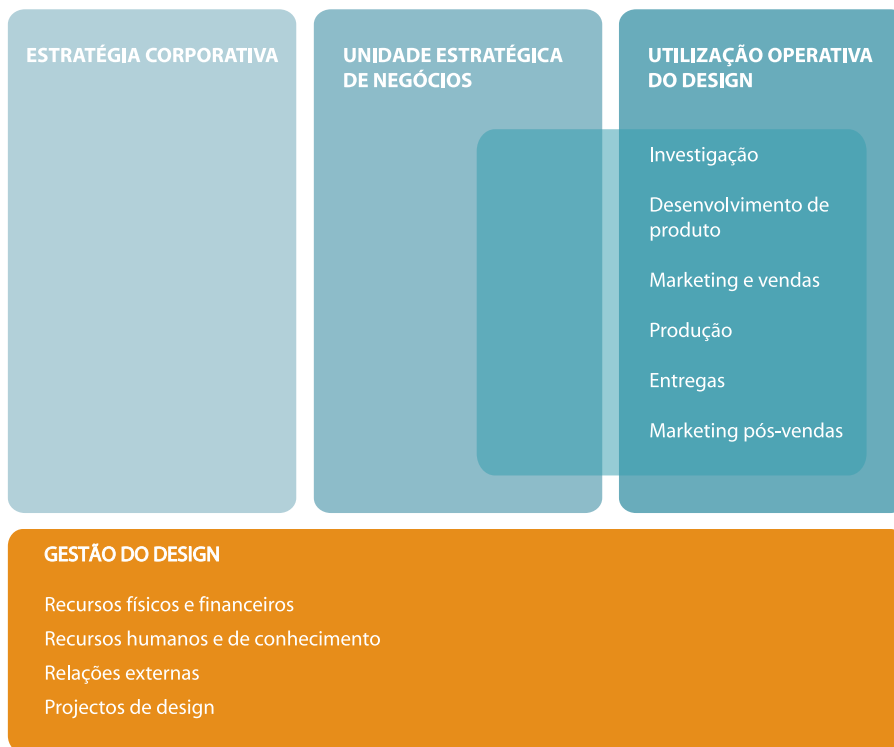 ESTRATÉGIA CORPORATIVA
UNIDADE ESTRATÉGICA
DE NEGÓCIOS
UTILIZAÇÃO OPERATIVA
DO DESIGN
Investigação
Desenvolvimento de
produto
Marketing e vendas
Produção
Entregas
Marketing pós-vendas
GESTÃO DO DESIGN
Recursos físicos e financeiros
Recursos humanos e de conhecimento
Relações externas
Projectos de design